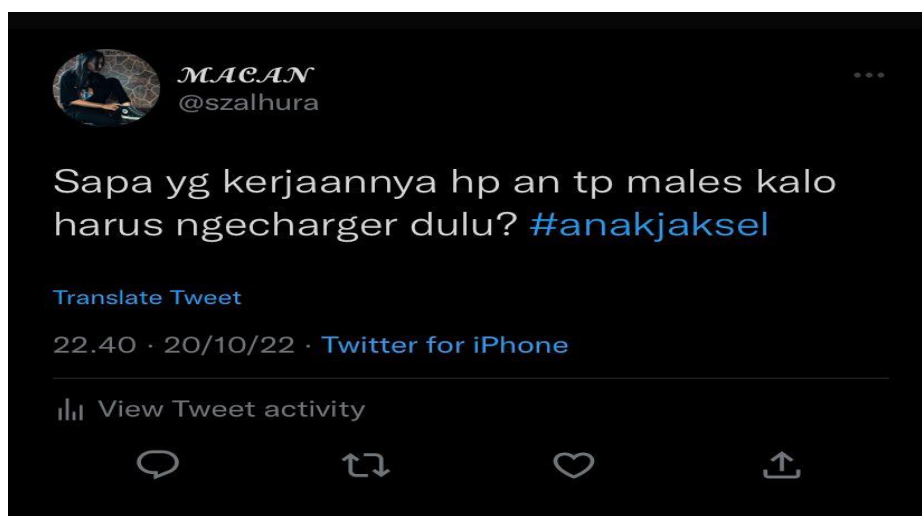 MACAN
@szalhura
Sapa yg kerjaannya hp an tp males kalo
harus ngecharger dulu? #anakjaksel
Translate Tweet
22.40 · 20/10/22 · Twitter for iPhone
View Tweet activity